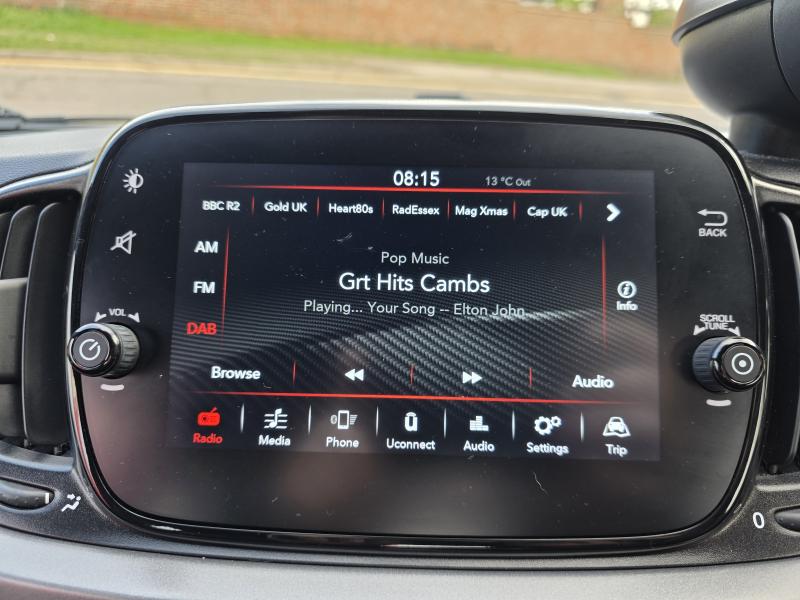 08:15 13 °C Out
BBC R2 Gold UK Heart80s RadEssex Mag Xmas Cap UK
BACK
AM
Pop Music
FM
Grt Hits Cambs
Info
Playing... Your Song -- Elton John
DAB
VOL
SCROLL
TUNE
Browse Audio
Radio Media Phone Uconnect Audio Settings Trip
0